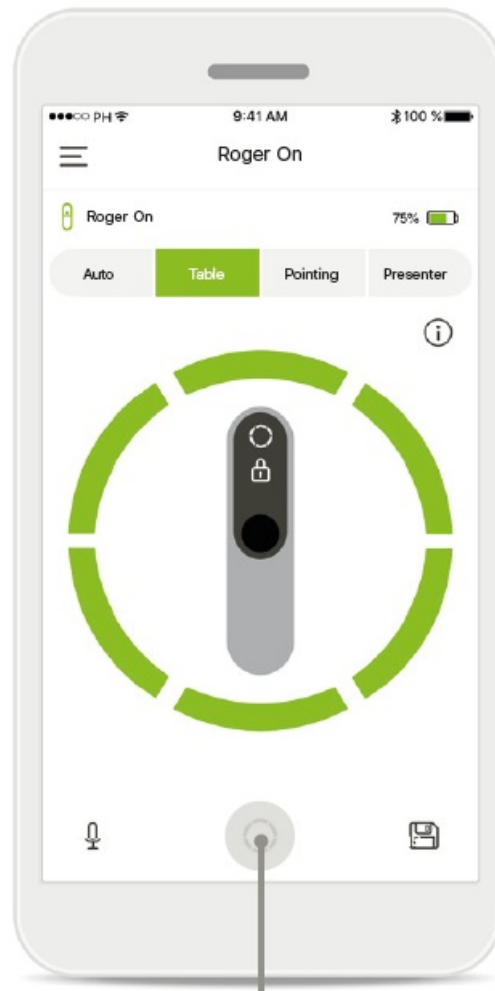 PH 9:41 AM 100 %
Roger On
Roger On 75%
Auto Table Pointing Presenter
i